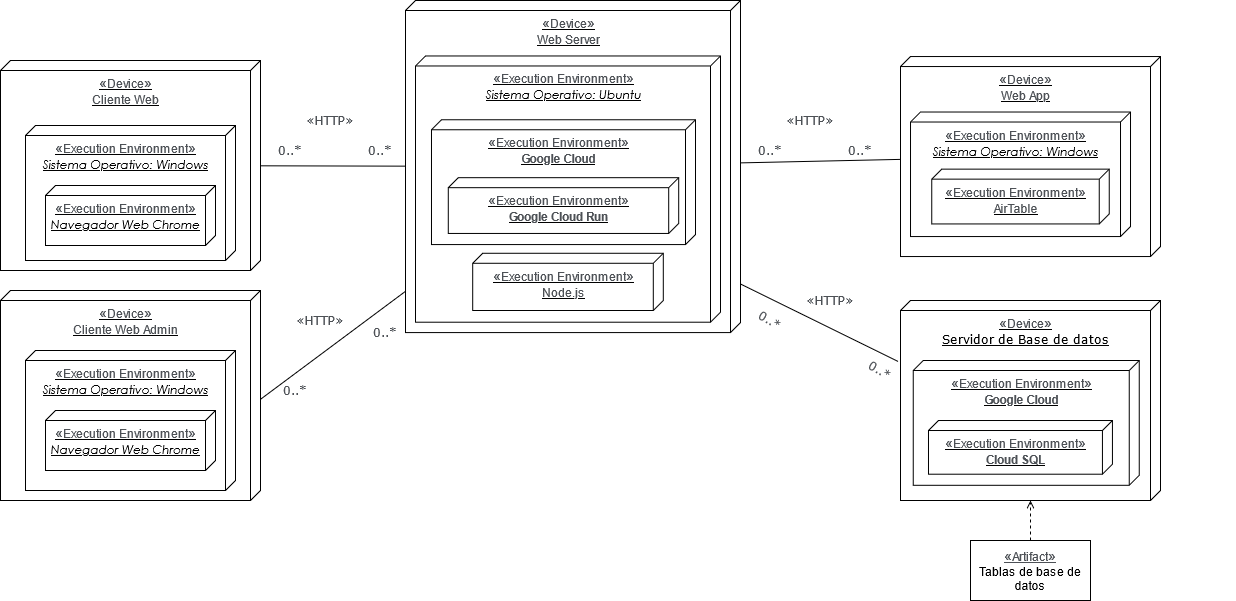 «Device»
Cliente Web
«Execution Environment»
Sistema Operativo: Windows
«Execution Environment»
Navegador Web Chrome
«HTTP»
0..*
0..*
«Device»
Web Server
«Execution Environment»
Sistema Operativo: Ubuntu
«Execution Environment»
Google Cloud
«Execution Environment»
Google Cloud Run
«Execution Environment»
Node.js
«HTTP»
0..*
0..*
«Device»
Web App
«Execution Environment»
Sistema Operativo: Windows
«Execution Environment»
AirTable
«Device»
Cliente Web Admin
«Execution Environment»
Sistema Operativo: Windows
«Execution Environment»
Navegador Web Chrome
«HTTP»
0..*
0..*
«HTTP»
0..*
0..*
«Device»
Servidor de Base de datos
«Execution Environment»
Google Cloud
«Execution Environment»
Cloud SQL
«Artifact»
Tablas de base de
datos